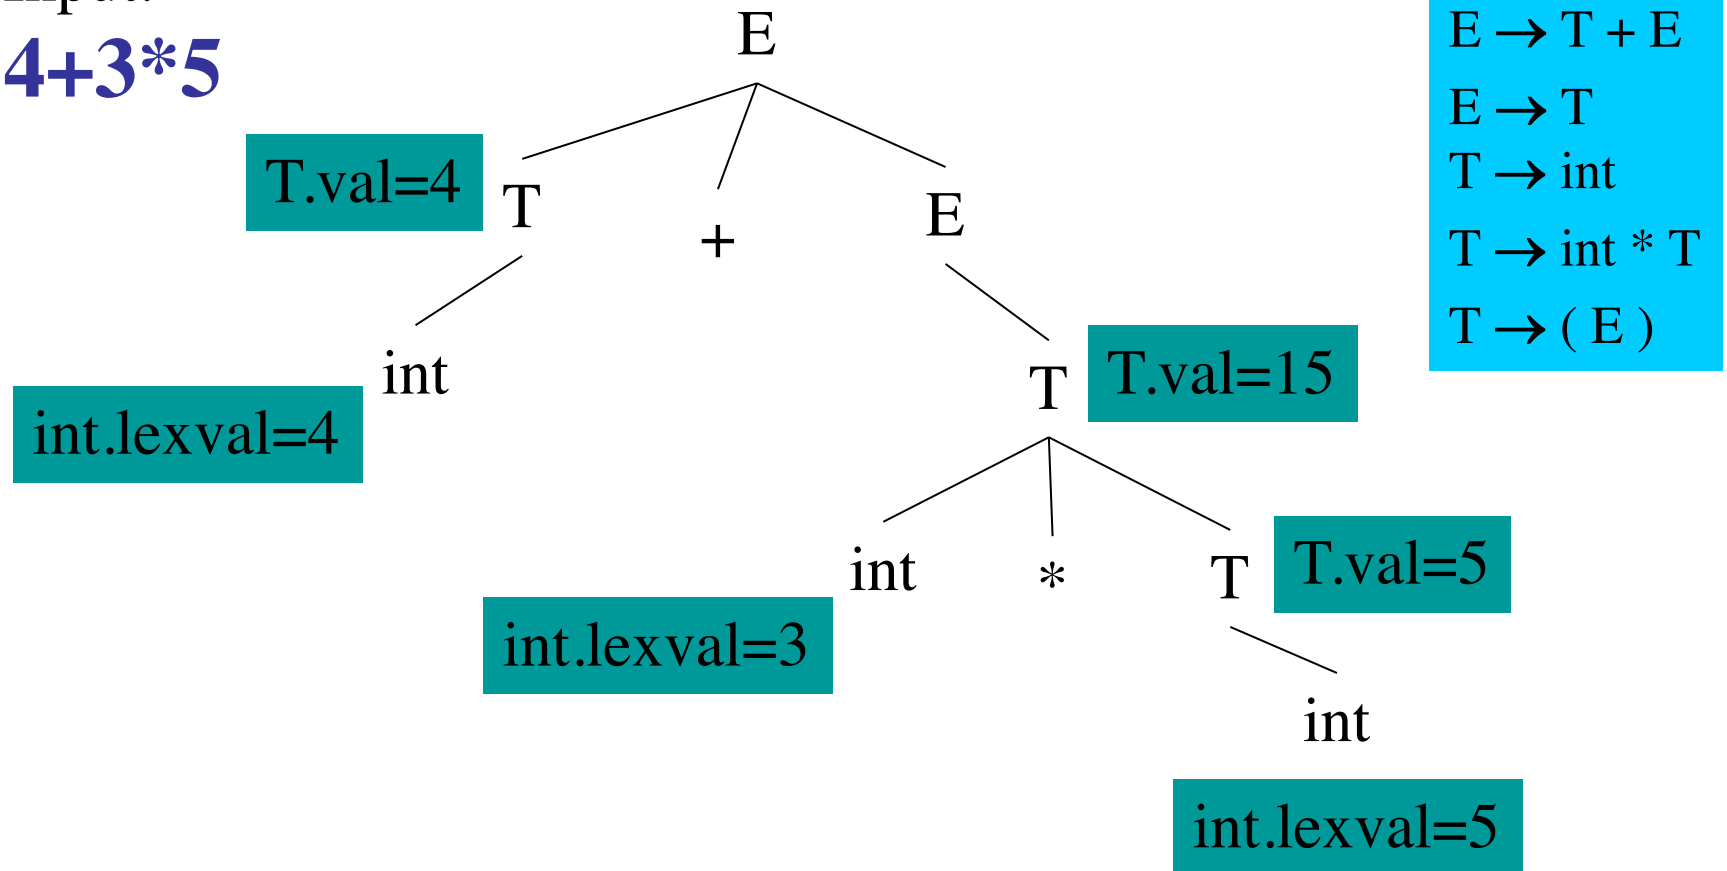 Input:
4+3*5
E
E → T + E
E → T
T → int
T → int * T
T → ( E )
T.val=4
T
+
E
int
int.lexval=4
T
T.val=15
int
*
T
T.val=5
int.lexval=3
int
int.lexval=5